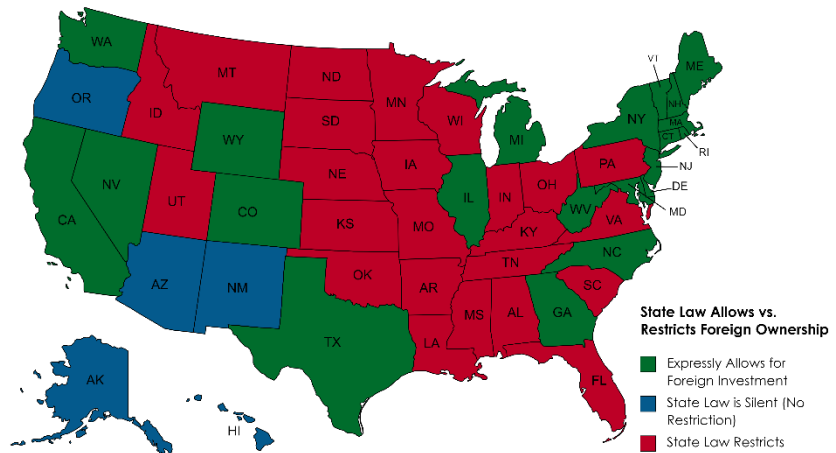 WA
OR
CA
NV
ID
MT
WY
UT
CO
AZ
NM
ND
SD
NE
KS
OK
TX
MN
IA
MO
AR
LA
WI
IL
MI
IN
OH
KY
TN
MS
AL
GA
FL
SC
NC
VA
WV
PA
NY
VT
NH
MA
CT
ME
RI
NJ
DE
MD
AK
HI
State Law Allows vs.
Restricts Foreign Ownership
Expressly Allows for
Foreign Investment
State Law is Silent (No
Restriction)
State Law Restricts